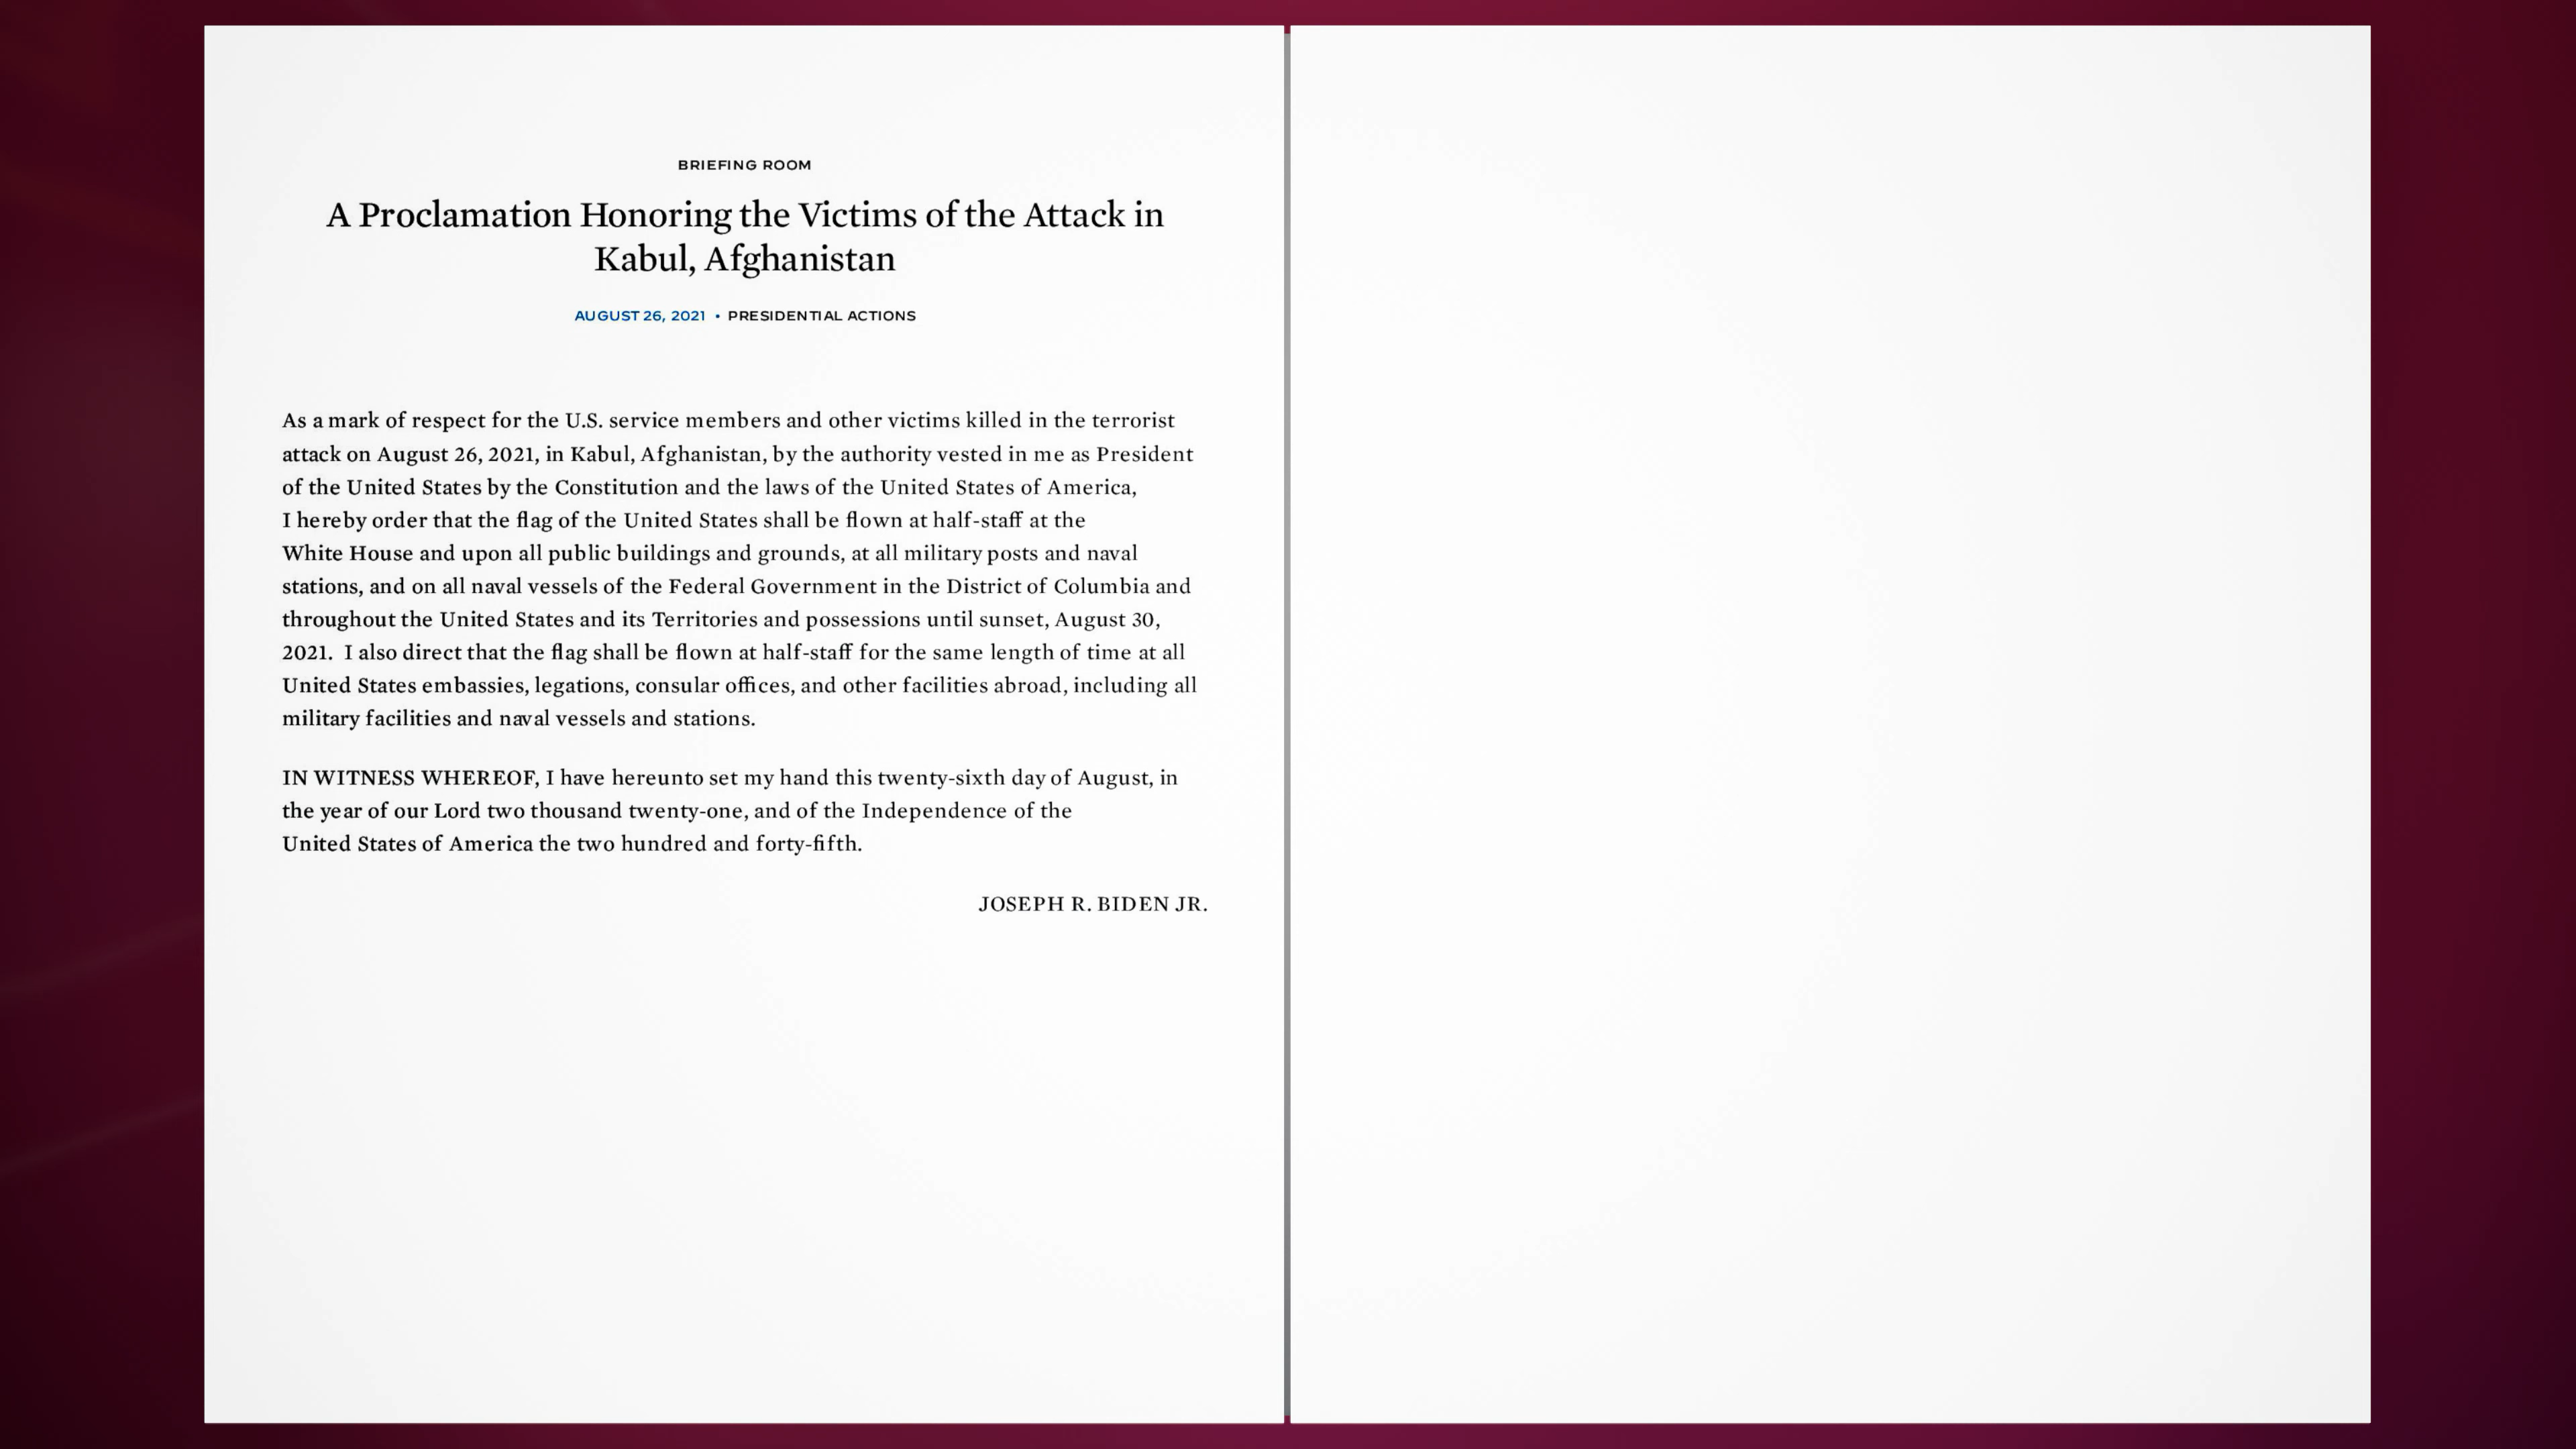 BRIEFING ROOM
A Proclamation Honoring the Victims of the Attack in
Kabul, Afghanistan
AUGUST 26, 2021 • PRESIDENTIAL ACTIONS
As a mark of respect for the U.S. service members and other victims killed in the terrorist
attack on August 26, 2021, in Kabul, Afghanistan, by the authority vested in me as President
of the United States by the Constitution and the laws of the United States of America,
I hereby order that the flag of the United States shall be flown at half-staff at the
White House and upon all public buildings and grounds, at all military posts and naval
stations, and on all naval vessels of the Federal Government in the District of Columbia and
throughout the United States and its Territories and possessions until sunset, August 30,
2021.  I also direct that the flag shall be flown at half-staff for the same length of time at all
United States embassies, legations, consular offices, and other facilities abroad, including all
military facilities and naval vessels and stations.
IN WITNESS WHEREOF, I have hereunto set my hand this twenty-sixth day of August, in
the year of our Lord two thousand twenty-one, and of the Independence of the
United States of America the two hundred and forty-fifth.
JOSEPH R. BIDEN JR.